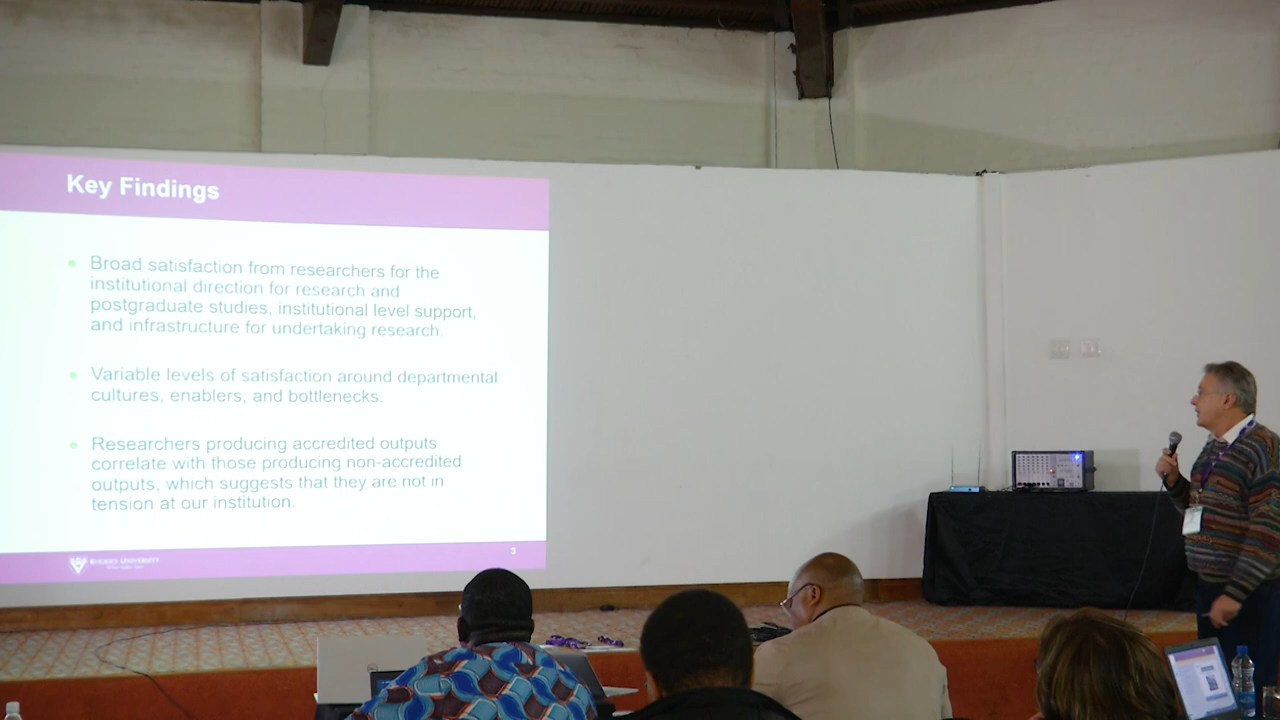 Key Findings
Broad satisfaction from researchers for the
institutional direction for research and
postgraduate studies, institutional level support,
and infrastructure for undertaking research.
Variable levels of satisfaction around departmental
cultures, enablers, and bottlenecks.
Researchers producing accredited outputs
correlate with those producing non-accredited
outputs, which suggests that they are not in
tension at our institution.
3
RHODES UNIVERSITY